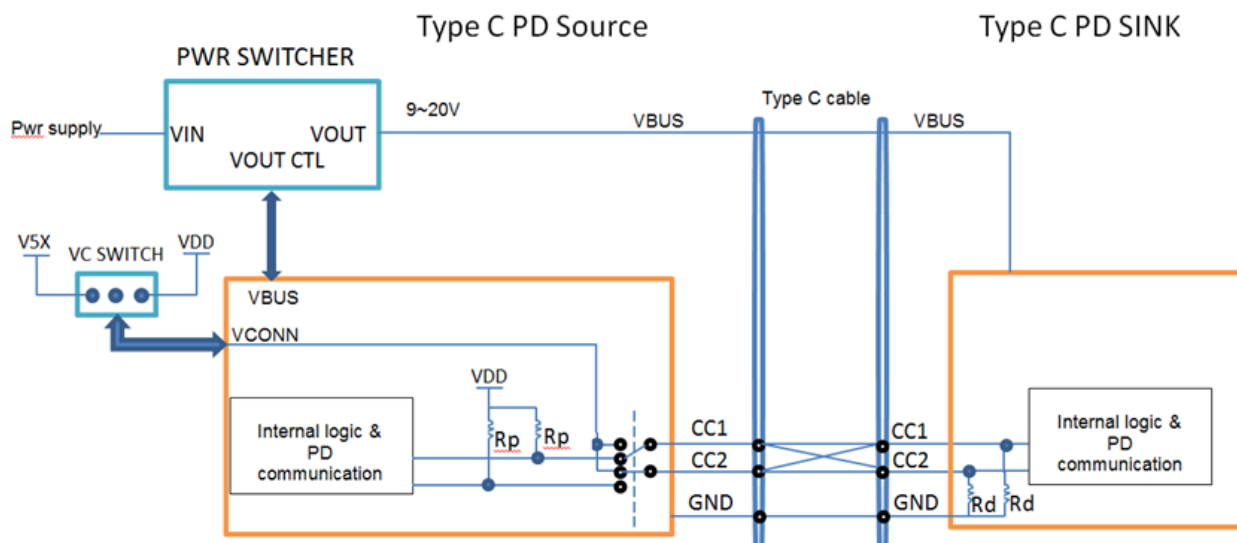 Type C PD Source
Type C PD SINK
PWR SWITCHER
Pwr supply
VIN
VOUT
VOUT CTL
9~20V
VBUS
Type C cable
VBUS
V5X
VC SWITCH
VDD
VBUS
VCONN
VDD
Rp
Rp
Internal logic &
PD
communication
CC1
CC2
GND
CC1
CC2
GND
Rd
Rd
Internal logic &
PD
communication